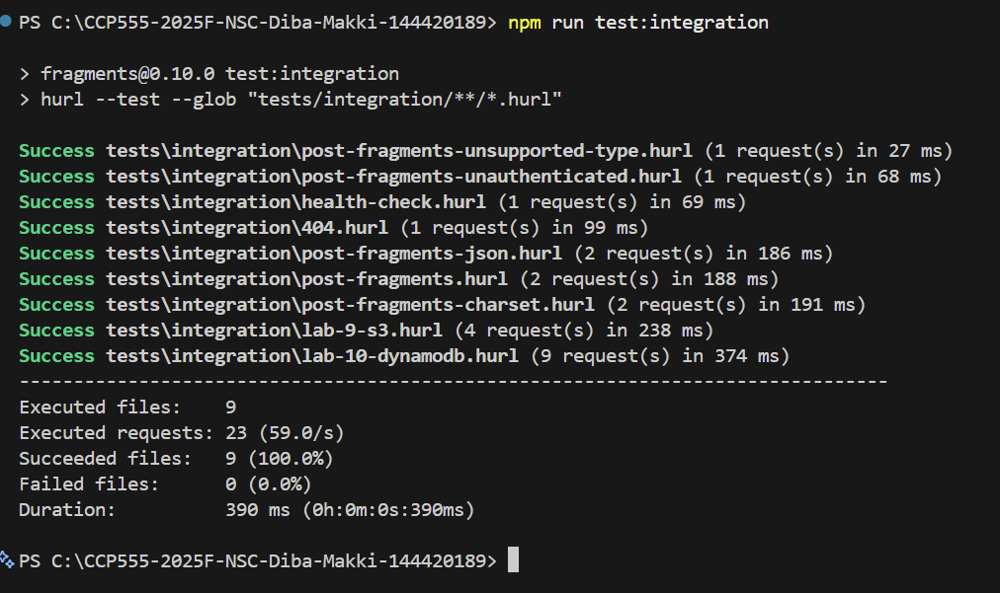 PS C:\CCP555-2025F-NSC-Diba-Makki-144420189> npm run test:integration
> fragments@0.10.0 test:integration
> hurl --test --glob "tests/integration/**/*.hurl"
Success tests\integration\post-fragments-unsupported-type.hurl (1 request(s) in 27 ms)
Success tests\integration\post-fragments-unauthenticated.hurl (1 request(s) in 68 ms)
Success tests\integration\health-check.hurl (1 request(s) in 69 ms)
Success tests\integration\404.hurl (1 request(s) in 99 ms)
Success tests\integration\post-fragments-json.hurl (2 request(s) in 186 ms)
Success tests\integration\post-fragments.hurl (2 request(s) in 188 ms)
Success tests\integration\post-fragments-charset.hurl (2 request(s) in 191 ms)
Success tests\integration\lab-9-s3.hurl (4 request(s) in 238 ms)
Success tests\integration\lab-10-dynamodb.hurl (9 request(s) in 374 ms)
--------------------------------------------------------------------------------
Executed files:    9
Executed requests: 23 (59.0/s)
Succeeded files:   9 (100.0%)
Failed files:      0 (0.0%)
Duration:          390 ms (0h:0m:0s:390ms)
PS C:\CCP555-2025F-NSC-Diba-Makki-144420189>